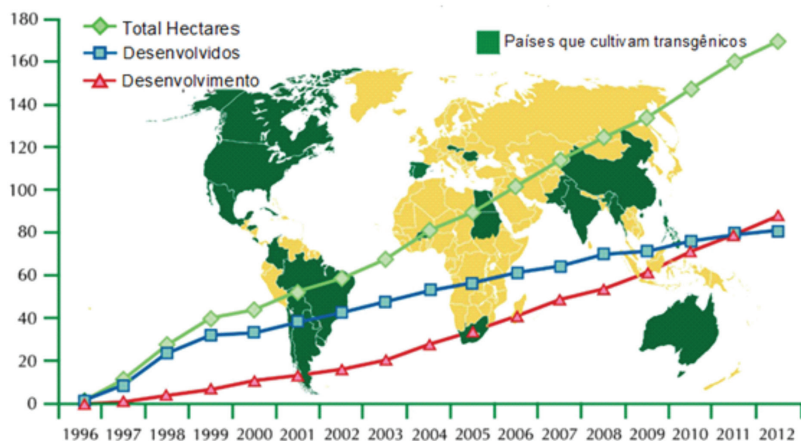 180
160
140
120
100
80
60
40
20
0
Total Hectares
Desenvolvidos
Desenvolvimento
Países que cultivam transgênicos
1996 1997 1998 1999 2000 2001 2002 2003 2004 2005 2006 2007 2008 2009 2010 2011 2012